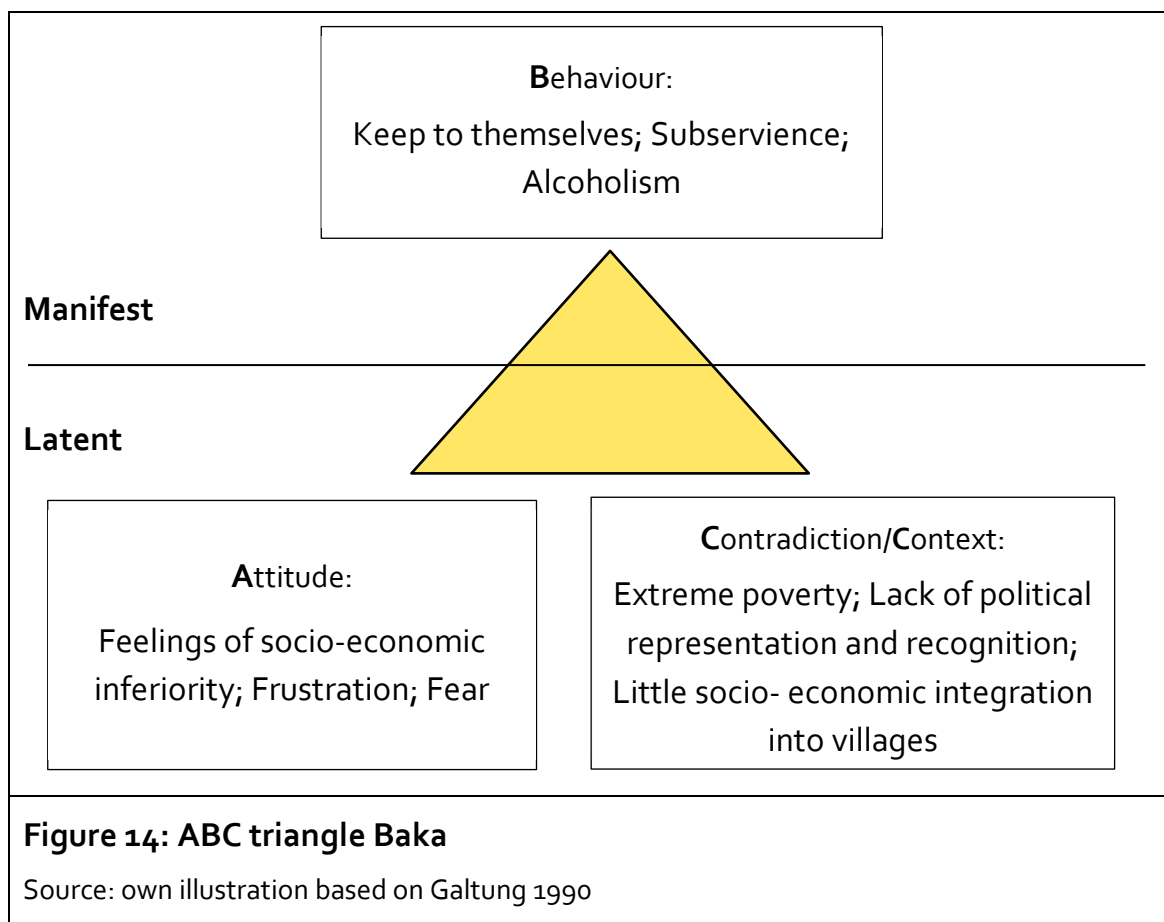 Behaviour:
Keep to themselves; Subservience;
Alcoholism
Manifest
Latent
Attitude:
Feelings of socio-economic
inferiority; Frustration; Fear
Contradiction/Context:
Extreme poverty; Lack of political
representation and recognition;
Little socio- economic integration
into villages
Figure 14: ABC triangle Baka
Source: own illustration based on Galtung 1990